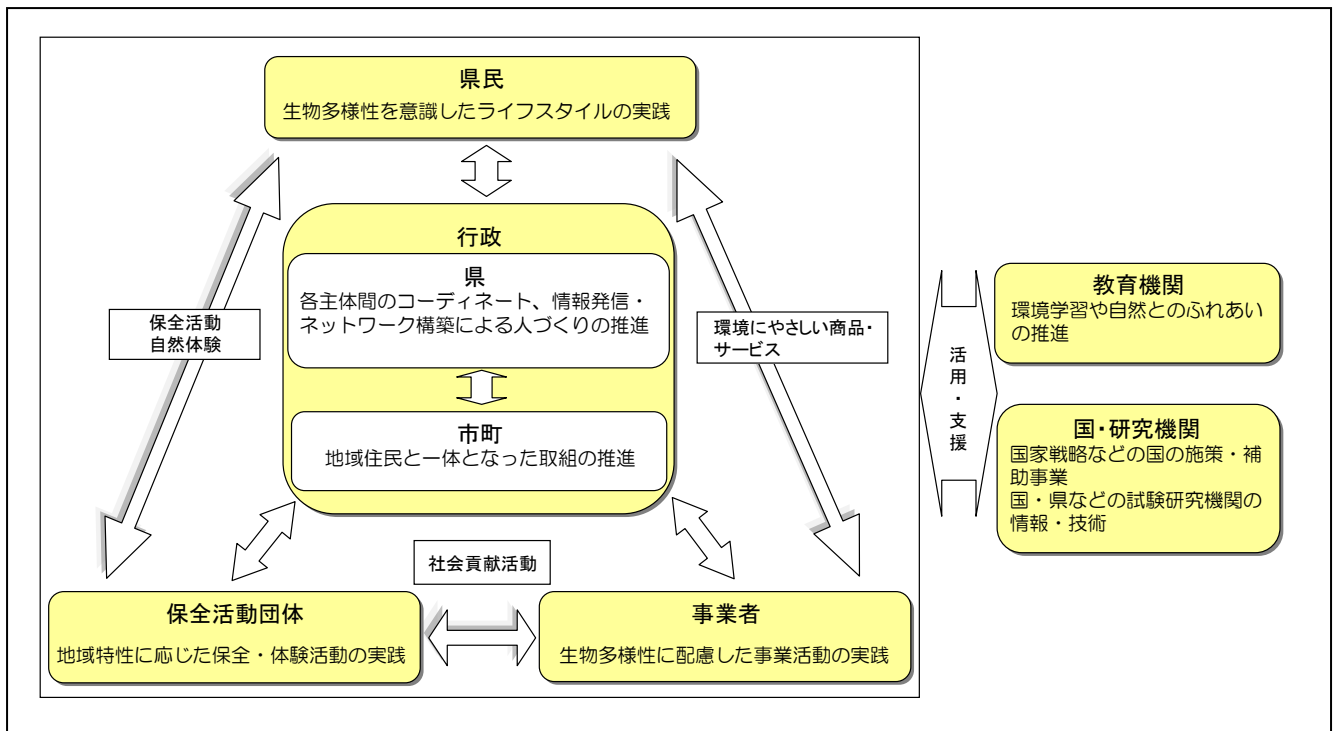 県民
生物多様性を意識したライフスタイルの実践
行政
県
各主体間のコーディネート、情報発信・
ネットワーク構築による人づくりの推進
市町
地域住民と一体となった取組の推進
保全活動
自然体験
環境にやさしい商品・
サービス
社会貢献活動
保全活動団体
地域特性に応じた保全・体験活動の実践
事業者
生物多様性に配慮した事業活動の実践
活用・支援
教育機関
環境学習や自然とのふれあい
の推進
国・研究機関
国家戦略などの国の施策・補
助事業
国・県などの試験研究機関の
情報・技術